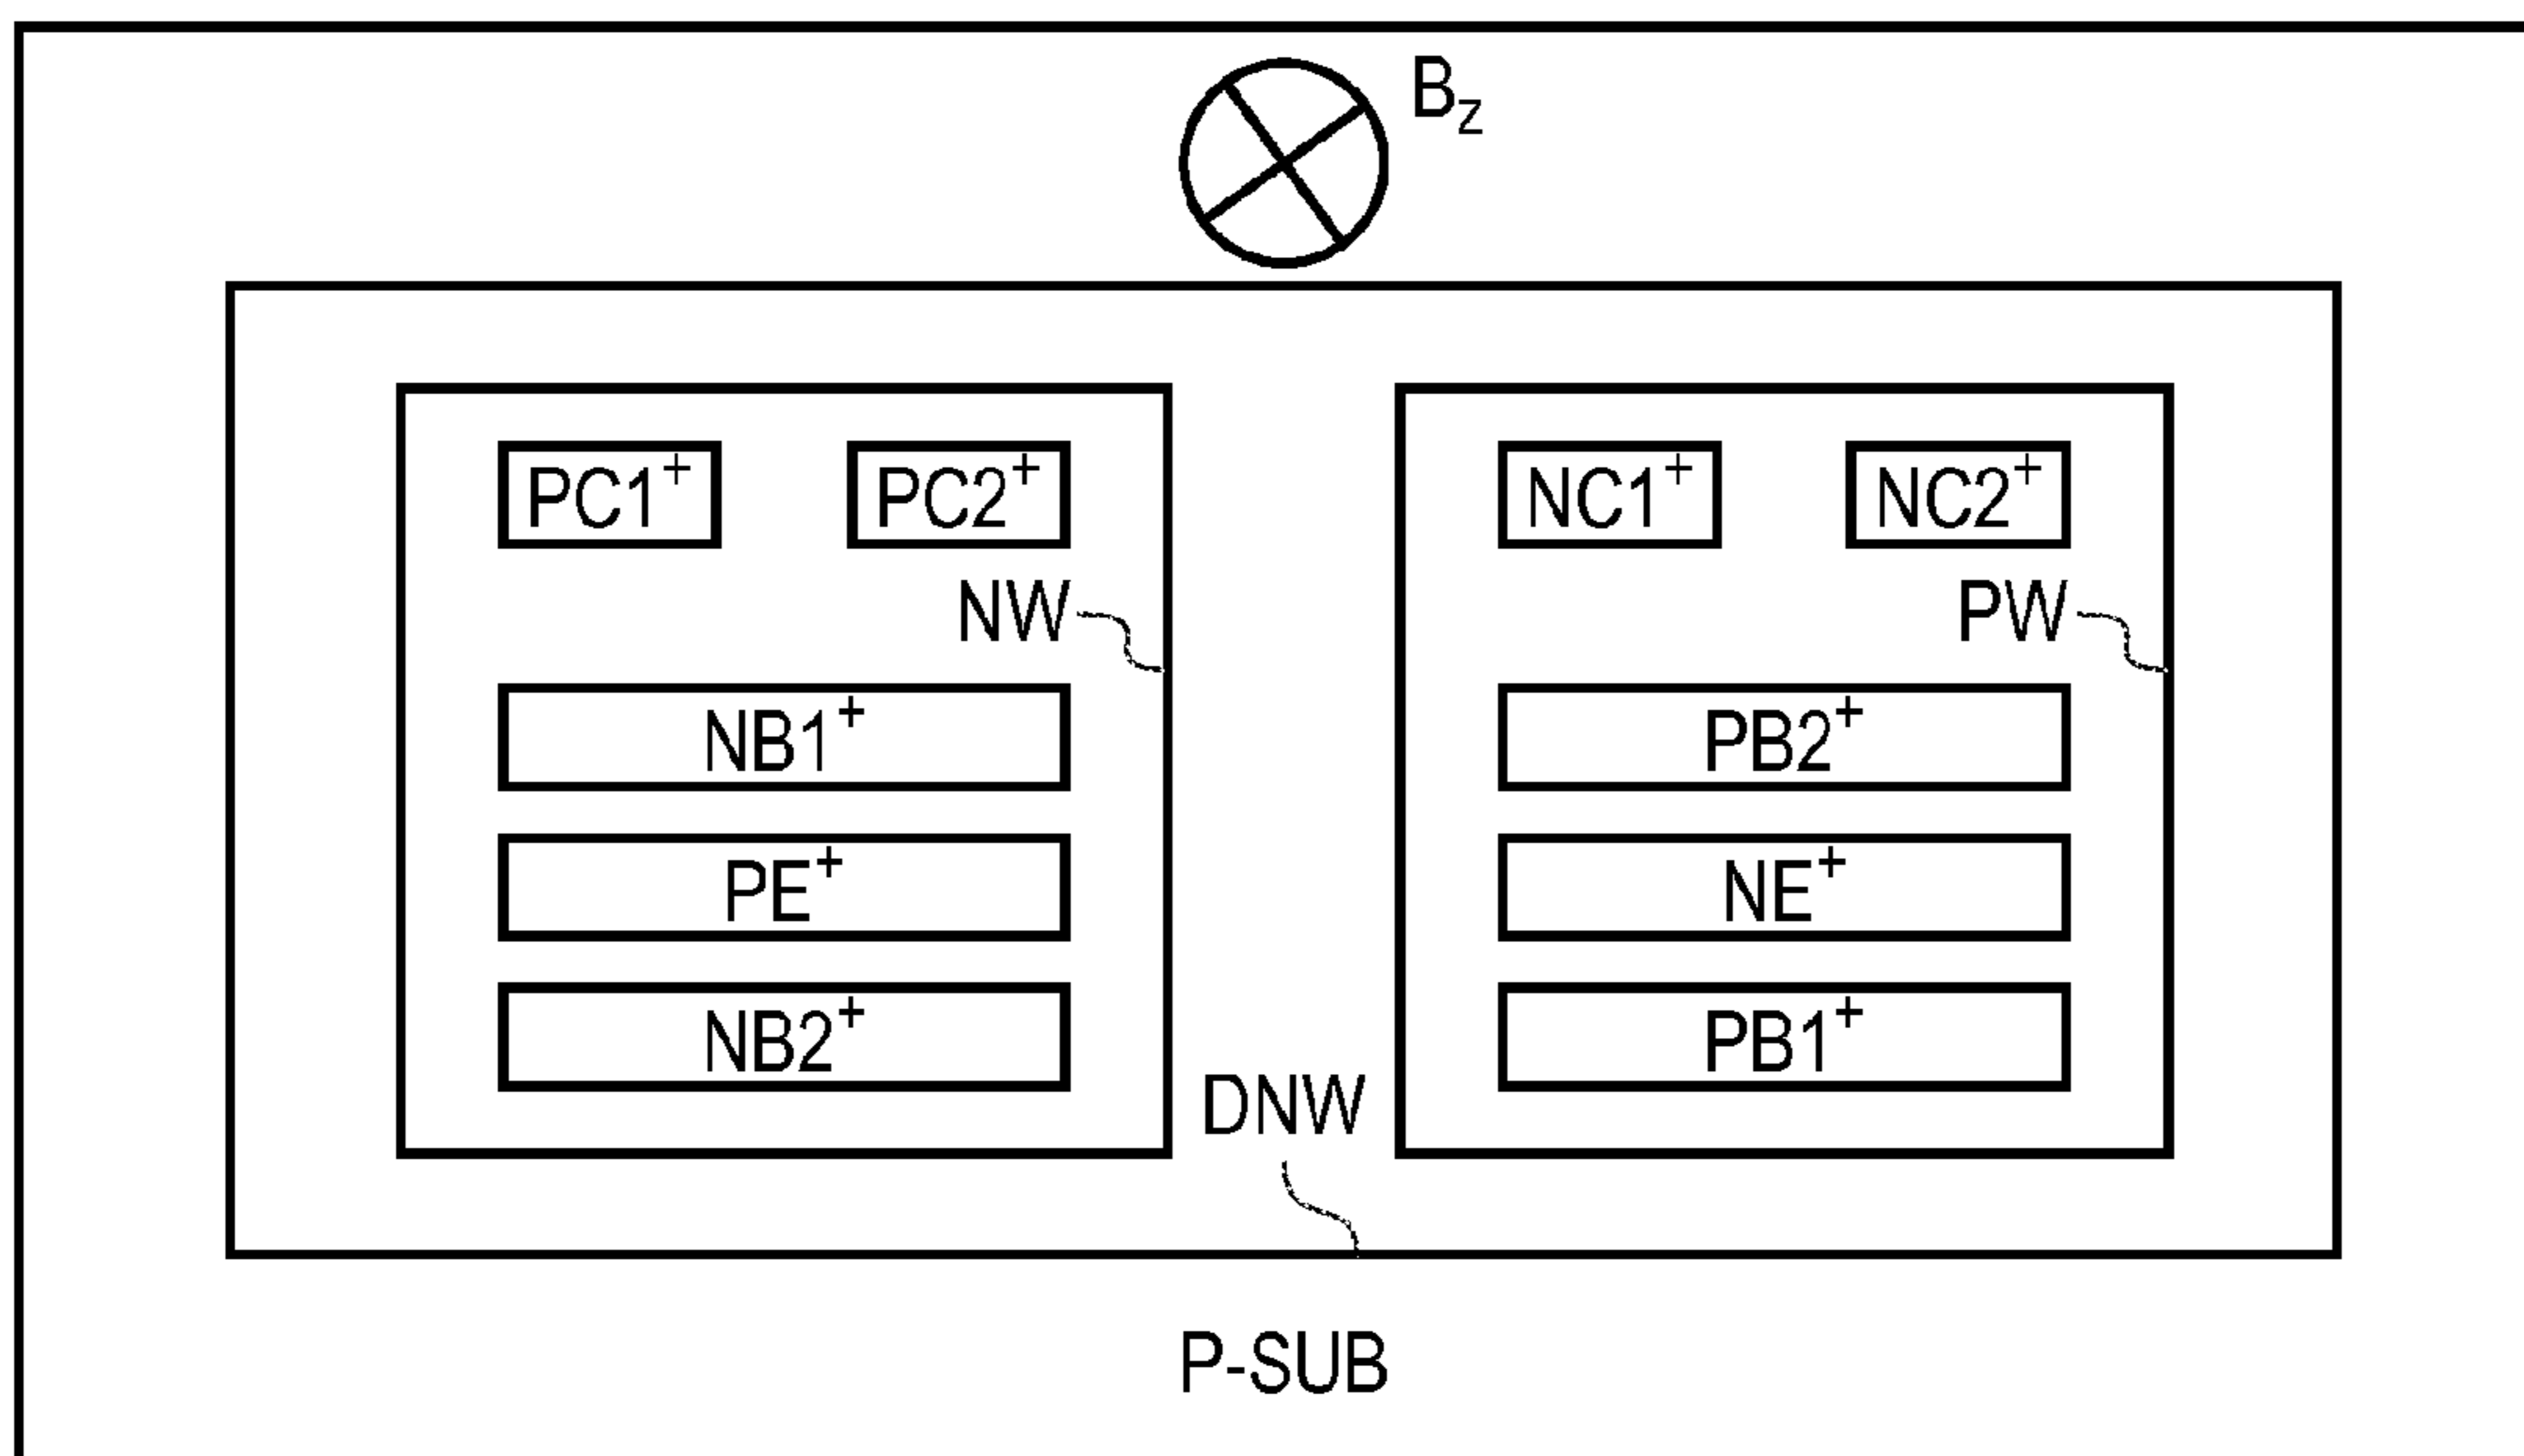 Bz
PC1+ PC2+ NC1+ NC2+
NW PW
NB1+ PB2+
PE+ NE+
NB2+ PB1+
DNW
P-SUB